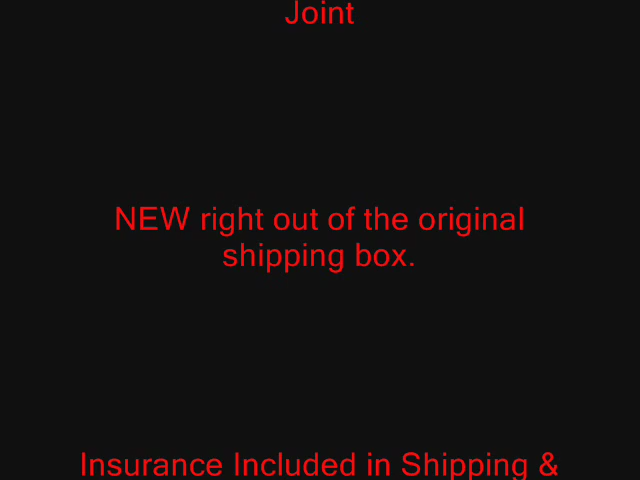 Joint
NEW right out of the original
shipping box.
Insurance Included in Shipping &